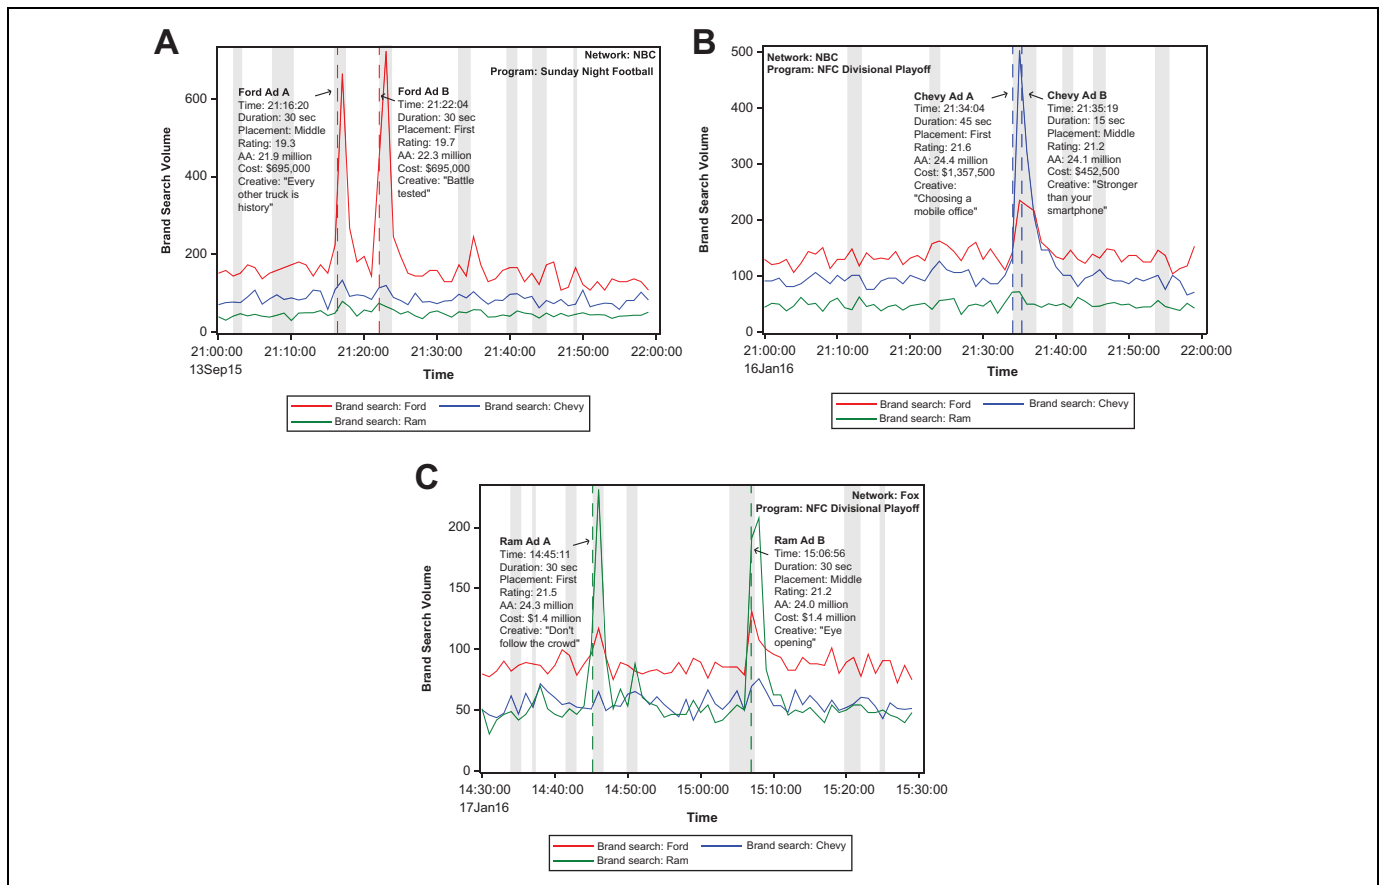 A
Network: NBC
Program: Sunday Night Football
Ford Ad A
Time: 21:16:20
Duration: 30 sec
Placement: Middle
Rating: 19.3
AA: 21.9 million
Cost: $695,000
Creative: "Every
other truck is
history"
Ford Ad B
Time: 21:22:04
Duration: 30 sec
Placement: First
Rating: 19.7
AA: 22.3 million
Cost: $695,000
Creative: "Battle
tested"
Brand Search Volume
600
400
200
0
21:00:00
21:10:00
21:20:00
21:30:00
21:40:00
21:50:00
22:00:00
13Sep15
Time
Brand search: Ford
Brand search: Chevy
Brand search: Ram
B
Network: NBC
Program: NFC Divisional Playoff
Chevy Ad A
Time: 21:34:04
Duration: 45 sec
Placement: First
Rating: 21.6
AA: 24.4 million
Cost: $1,357,500
Creative:
"Choosing a
mobile office"
Chevy Ad B
Time: 21:35:19
Duration: 15 sec
Placement: Middle
Rating: 21.2
AA: 24.1 million
Cost: $452,500
Creative: "Stronger
than your
smartphone"
Brand Search Volume
500
400
300
200
100
0
21:00:00
21:10:00
21:20:00
21:30:00
21:40:00
21:50:00
22:00:00
16Jan16
Time
Brand search: Ford
Brand search: Chevy
Brand search: Ram
C
Network: Fox
Program: NFC Divisional Playoff
Ram Ad A
Time: 14:45:11
Duration: 30 sec
Placement: First
Rating: 21.5
AA: 24.3 million
Cost: $1.4 million
Creative: "Don't
follow the crowd"
Ram Ad B
Time: 15:06:56
Duration: 30 sec
Placement: Middle
Rating: 21.2
AA: 24.0 million
Cost: $1.4 million
Creative: "Eye
opening"
Brand Search Volume
200
150
100
50
0
14:30:00
14:40:00
14:50:00
15:00:00
15:10:00
15:20:00
15:30:00
17Jan16
Time
Brand search: Ford
Brand search: Chevy
Brand search: Ram